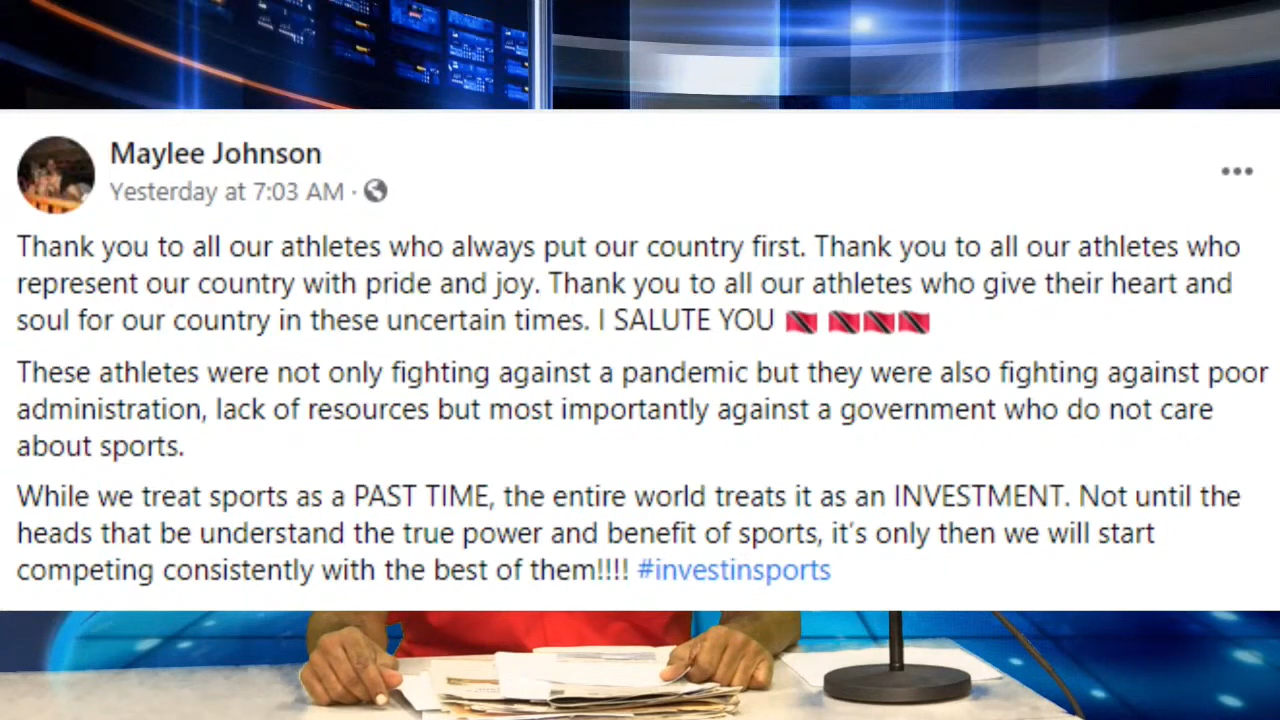 Maylee Johnson
Yesterday at 7:03 AM ·
Thank you to all our athletes who always put our country first. Thank you to all our athletes who
represent our country with pride and joy. Thank you to all our athletes who give their heart and
soul for our country in these uncertain times. I SALUTE YOU 🇹🇹 🇹🇹🇹🇹🇹🇹
These athletes were not only fighting against a pandemic but they were also fighting against poor
administration, lack of resources but most importantly against a government who do not care
about sports.
While we treat sports as a PAST TIME, the entire world treats it as an INVESTMENT. Not until the
heads that be understand the true power and benefit of sports, it's only then we will start
competing consistently with the best of them!!!! #investinsports